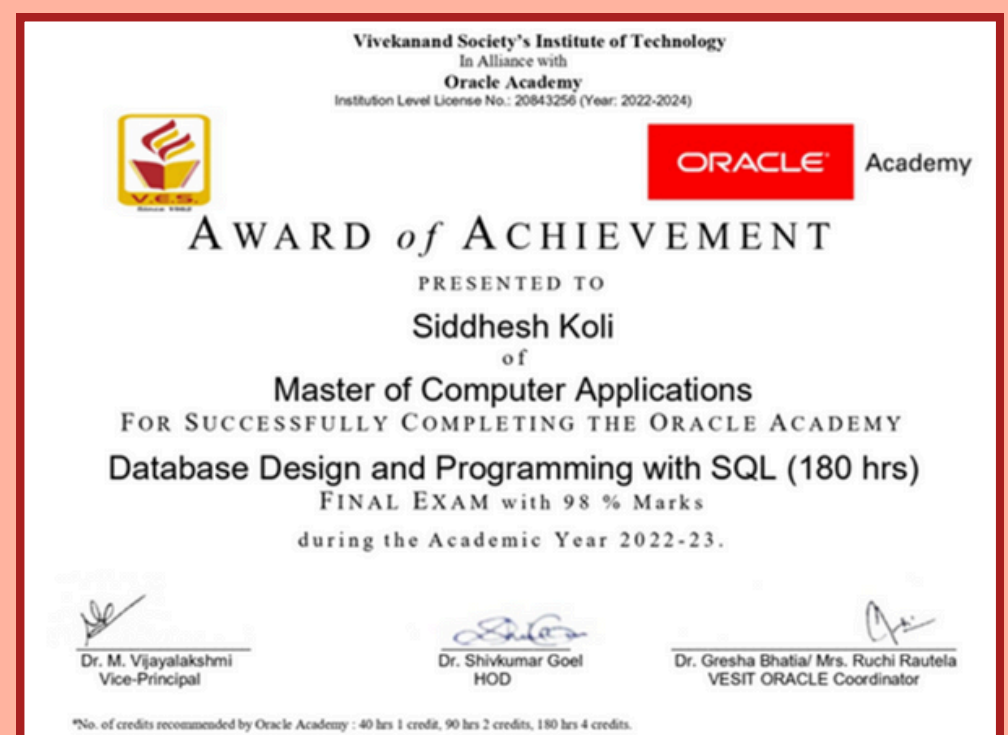 Vivekanand Society's Institute of Technology
In Alliance with
Oracle Academy
Institution Level License No.: 20843256 (Year: 2022-2024)
V.E.S.
Since 1962
ORACLE Academy
AWARD of ACHIEVEMENT
PRESENTED TO
Siddhesh Koli
of
Master of Computer Applications
FOR SUCCESSFULLY COMPLETING THE ORACLE ACADEMY
Database Design and Programming with SQL (180 hrs)
FINAL EXAM with 98 % Marks
during the Academic Year 2022-23.
Dr. M. Vijayalakshmi
Vice-Principal
Dr. Shivkumar Goel
HOD
Dr. Gresha Bhatia/ Mrs. Ruchi Rautela
VESIT ORACLE Coordinator
*No. of credits recommended by Oracle Academy : 40 hrs 1 credit, 90 hrs 2 credits, 180 hrs 4 credits.